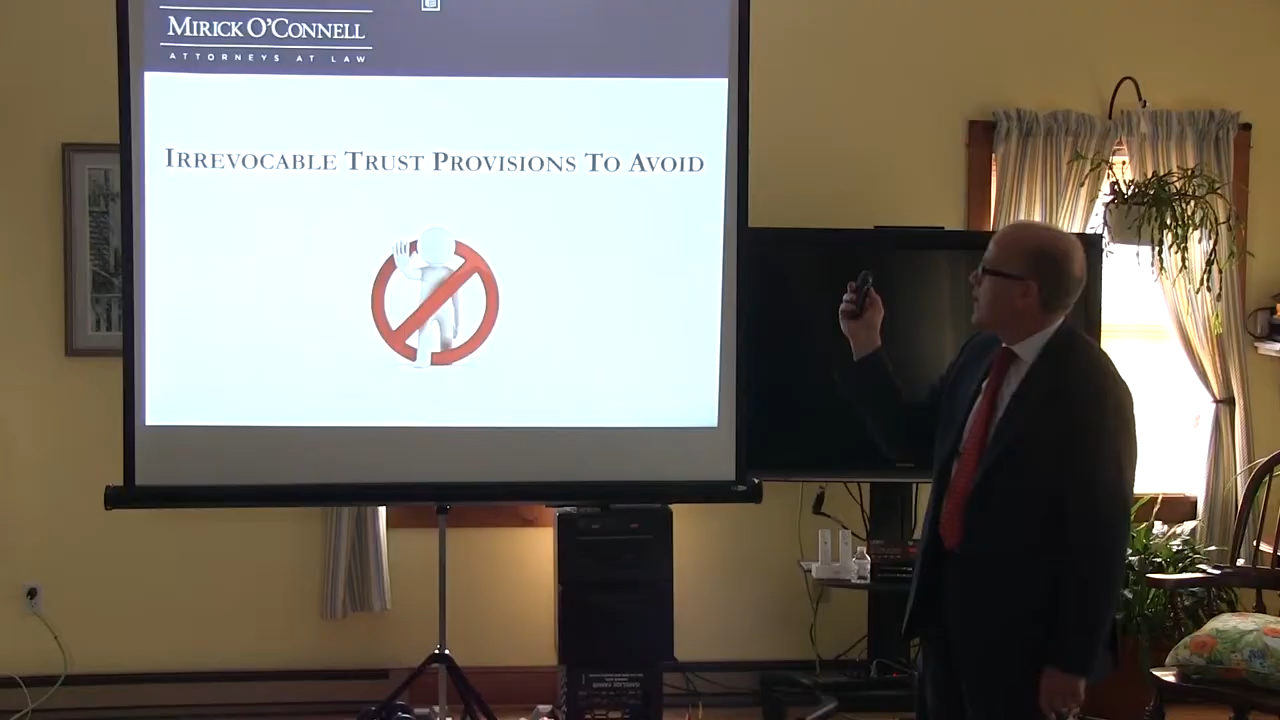 MIRICK O'CONNELL
ATTORNEYS AT LAW
IRREVOCABLE TRUST PROVISIONS TO AVOID